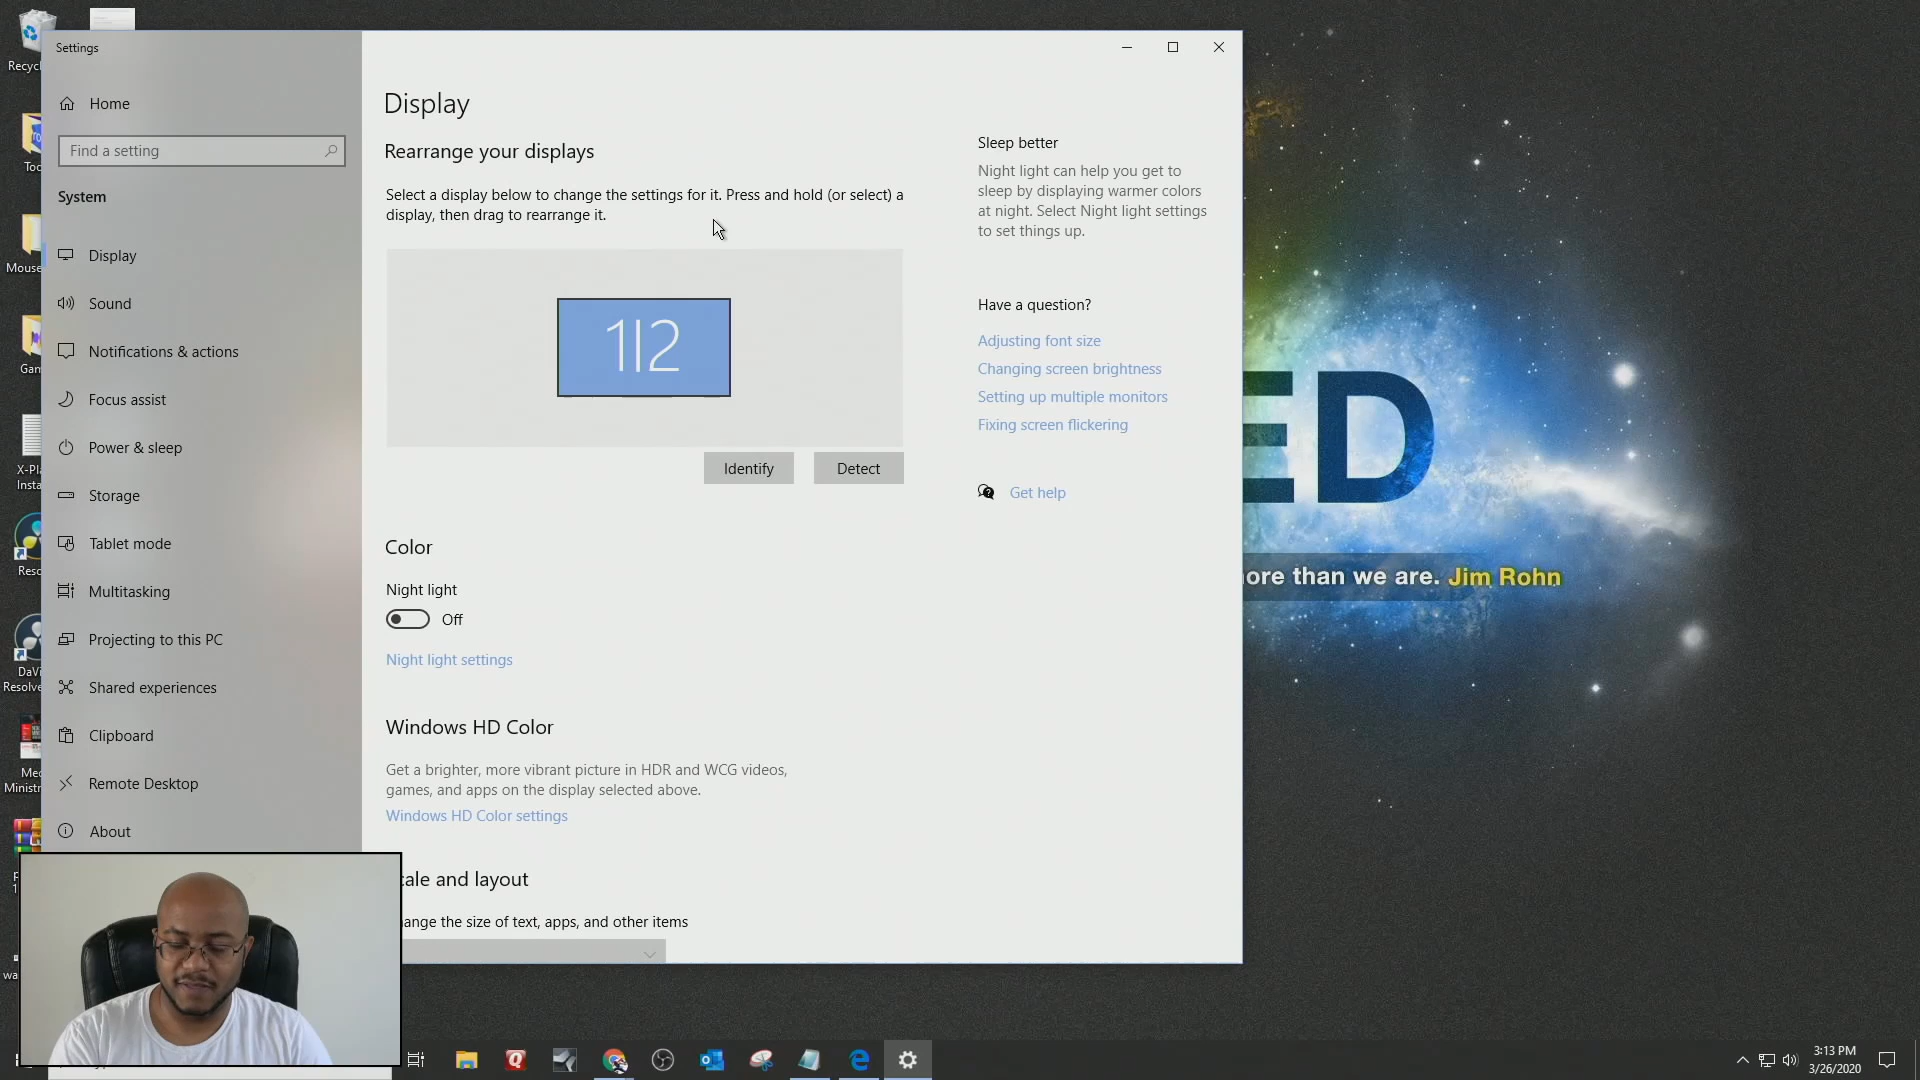 Settings
Home
Find a setting
System
Display
Sound
Notifications & actions
Focus assist
Power & sleep
Storage
Tablet mode
Multitasking
Projecting to this PC
Shared experiences
Clipboard
Remote Desktop
About
Display
Rearrange your displays
Select a display below to change the settings for it. Press and hold (or select) a
display, then drag to rearrange it.
1|2
Identify
Detect
Color
Night light
Off
Night light settings
Windows HD Color
Get a brighter, more vibrant picture in HDR and WCG videos,
games, and apps on the display selected above.
Windows HD Color settings
cale and layout
ange the size of text, apps, and other items
Sleep better
Night light can help you get to
sleep by displaying warmer colors
at night. Select Night light settings
to set things up.
Have a question?
Adjusting font size
Changing screen brightness
Setting up multiple monitors
Fixing screen flickering
Get help
Recyc
Too
Mouse
Gam
X-Pla
Insta
Reso
DaVi
Resolve
Med
Ministr
wa
ED
ore than we are. Jim Rohn
3:13 PM
3/26/2020